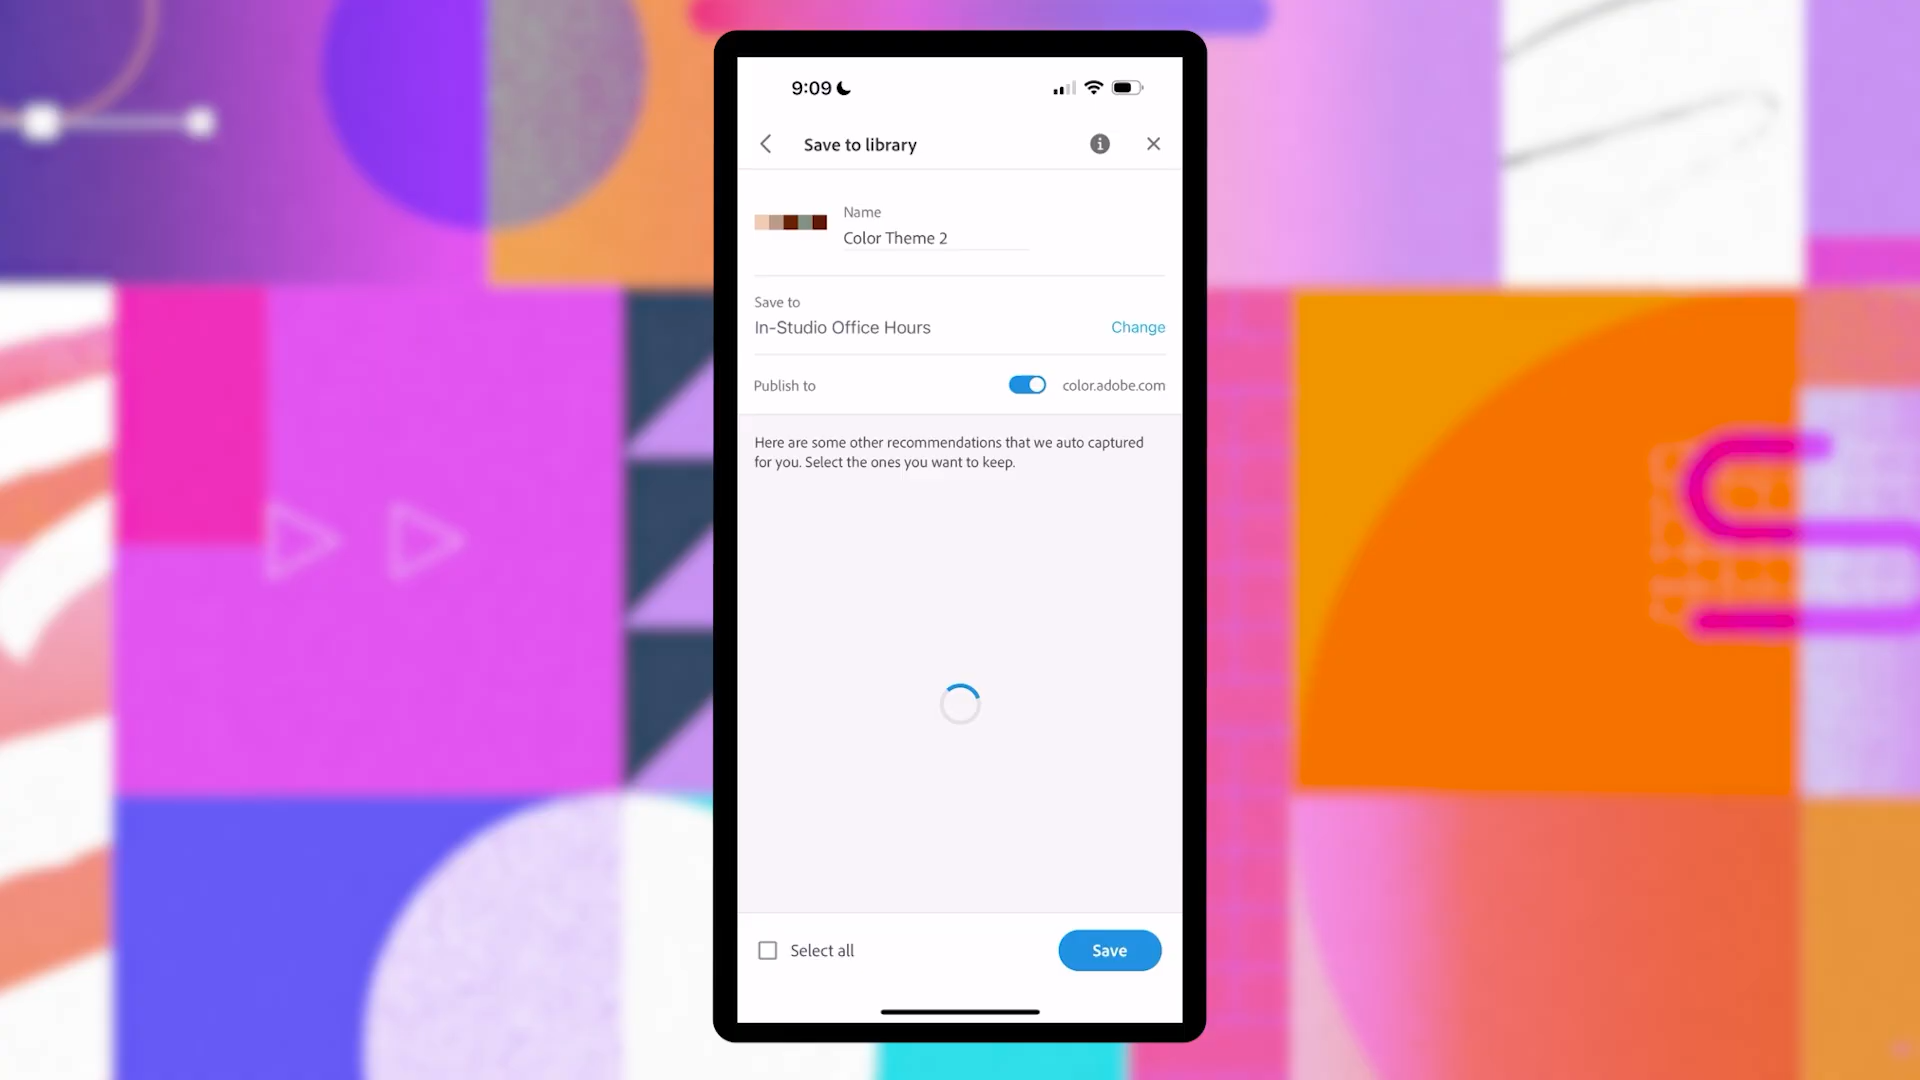 9:09
Save to library
Name
Color Theme 2
Save to
In-Studio Office Hours
Change
Publish to
color.adobe.com
Here are some other recommendations that we auto captured
for you. Select the ones you want to keep.
Select all
Save